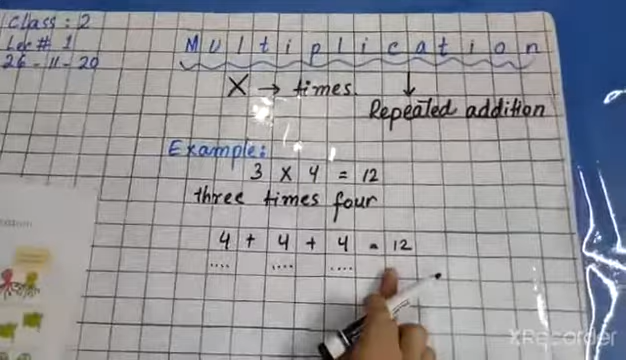 Class: 2
Lec # 1
26-11-20
Multiplication
X → times.
Repeated addition
Example:
3 X 4 = 12
three times four
4 + 4 + 4 = 12
.... .... ....
XRecorder